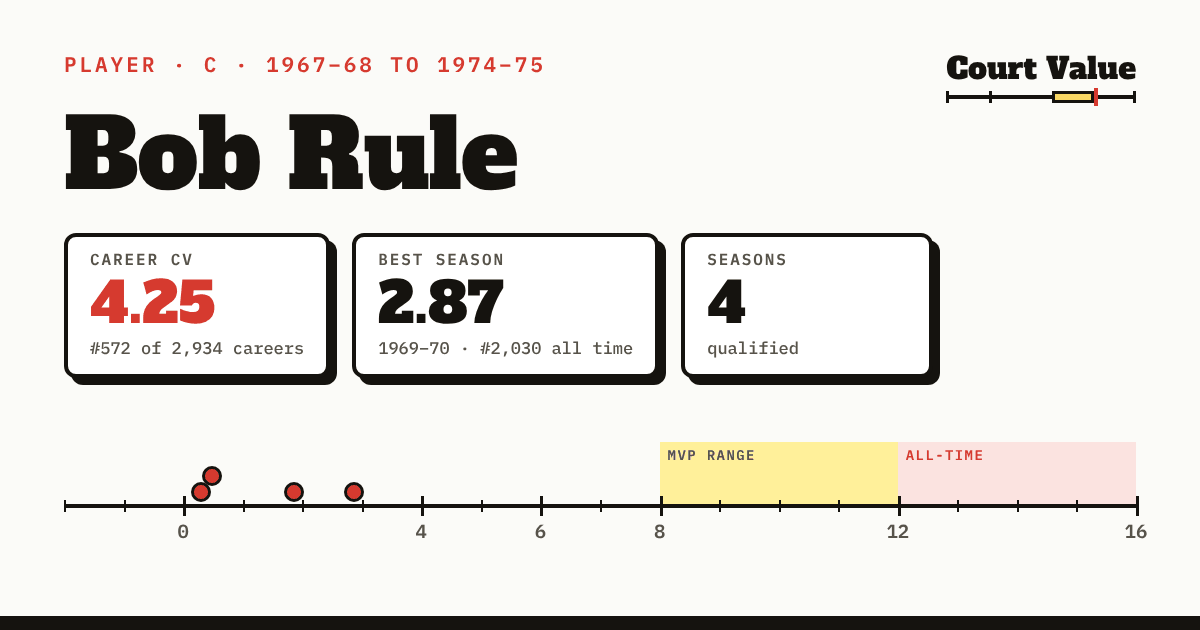 PLAYER · C · 1967–68 TO 1974–75
Court Value
Bob Rule
CAREER CV
4.25
#572 of 2,934 careers
BEST SEASON
2.87
1969–70 · #2,030 all time
SEASONS
4
qualified
MVP RANGE
ALL-TIME
0 4 6 8 12 16